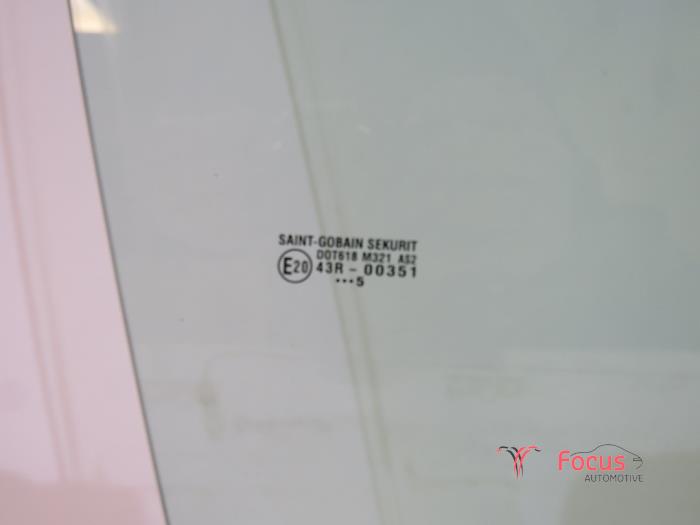 SAINT-GOBAIN SEKURIT
DOT618 M321 AS2
E20 43R - 00351
•••5
Focus
AUTOMOTIVE